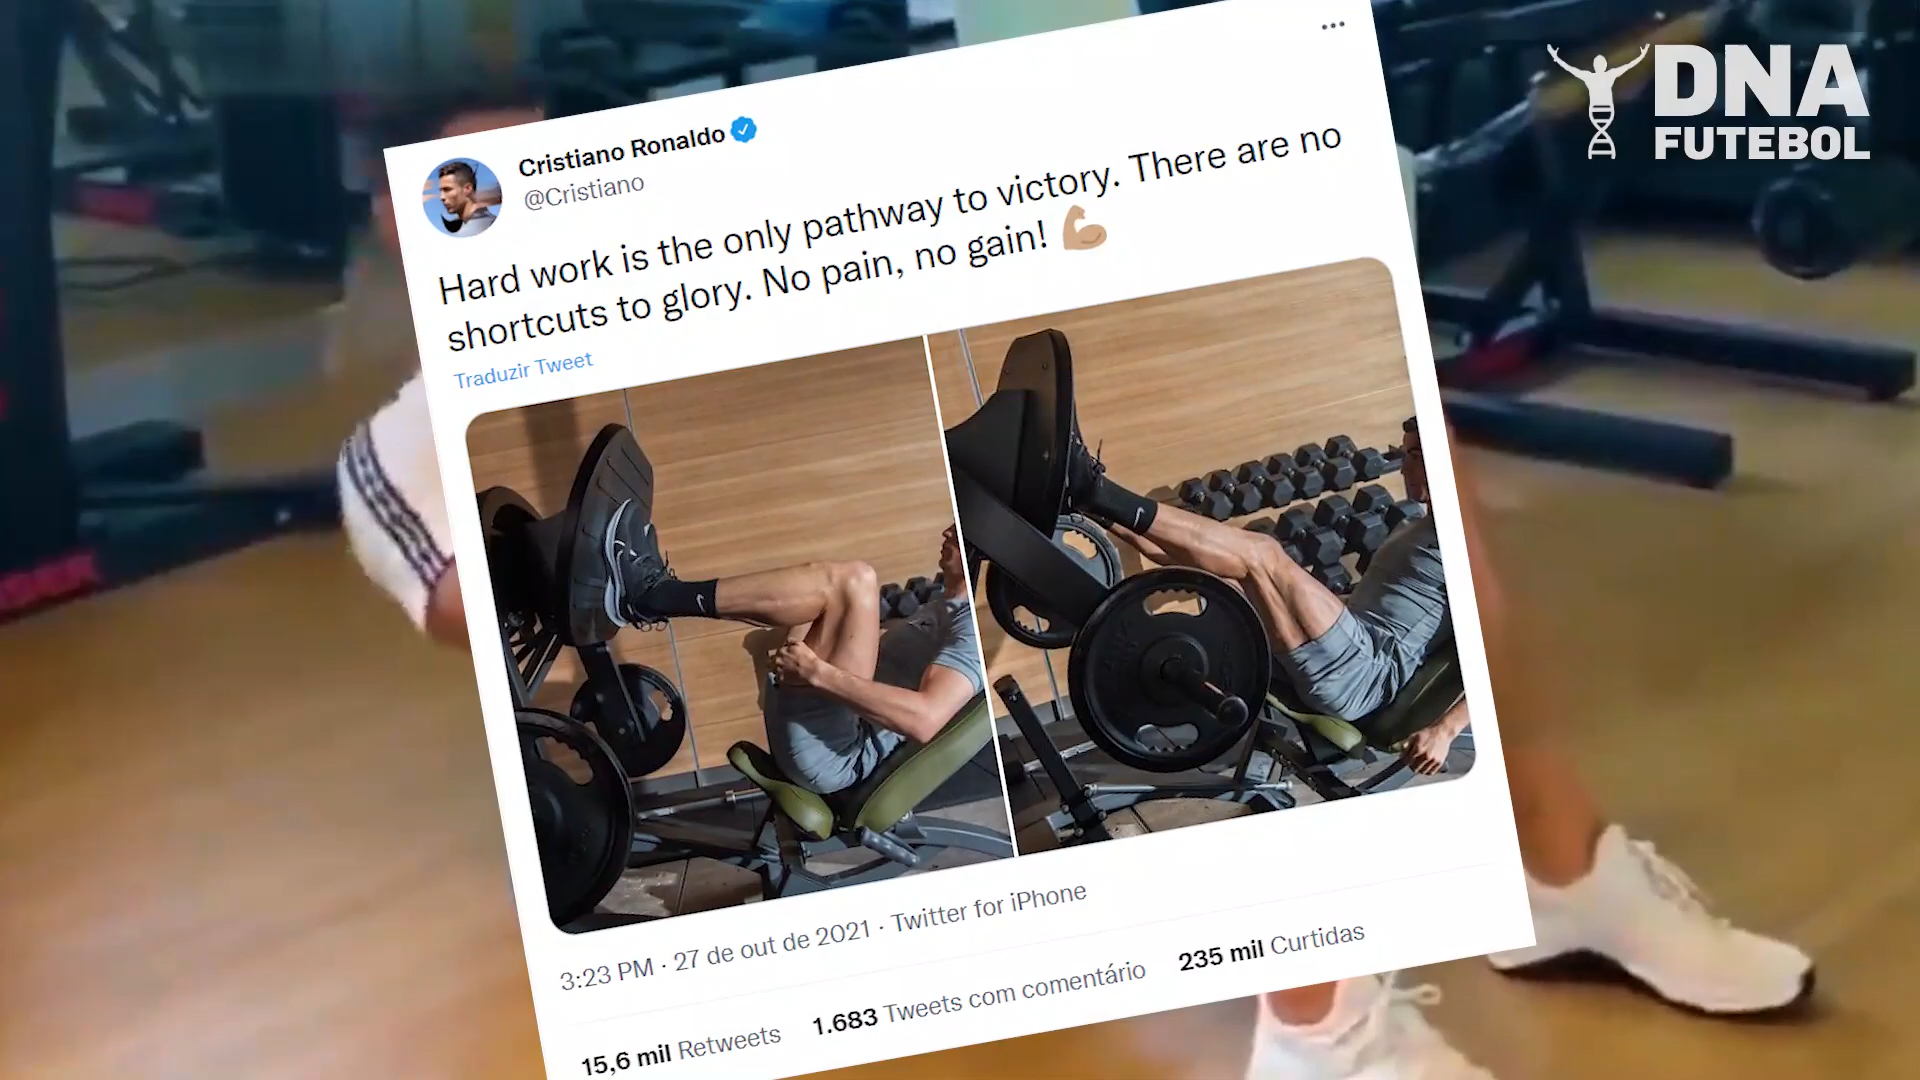 DNA
FUTEBOL
Cristiano Ronaldo
@Cristiano
Hard work is the only pathway to victory. There are no
shortcuts to glory. No pain, no gain! 💪🏽
Traduzir Tweet
3:23 PM · 27 de out de 2021 · Twitter for iPhone
15,6 mil Retweets 1.683 Tweets com comentário 235 mil Curtidas